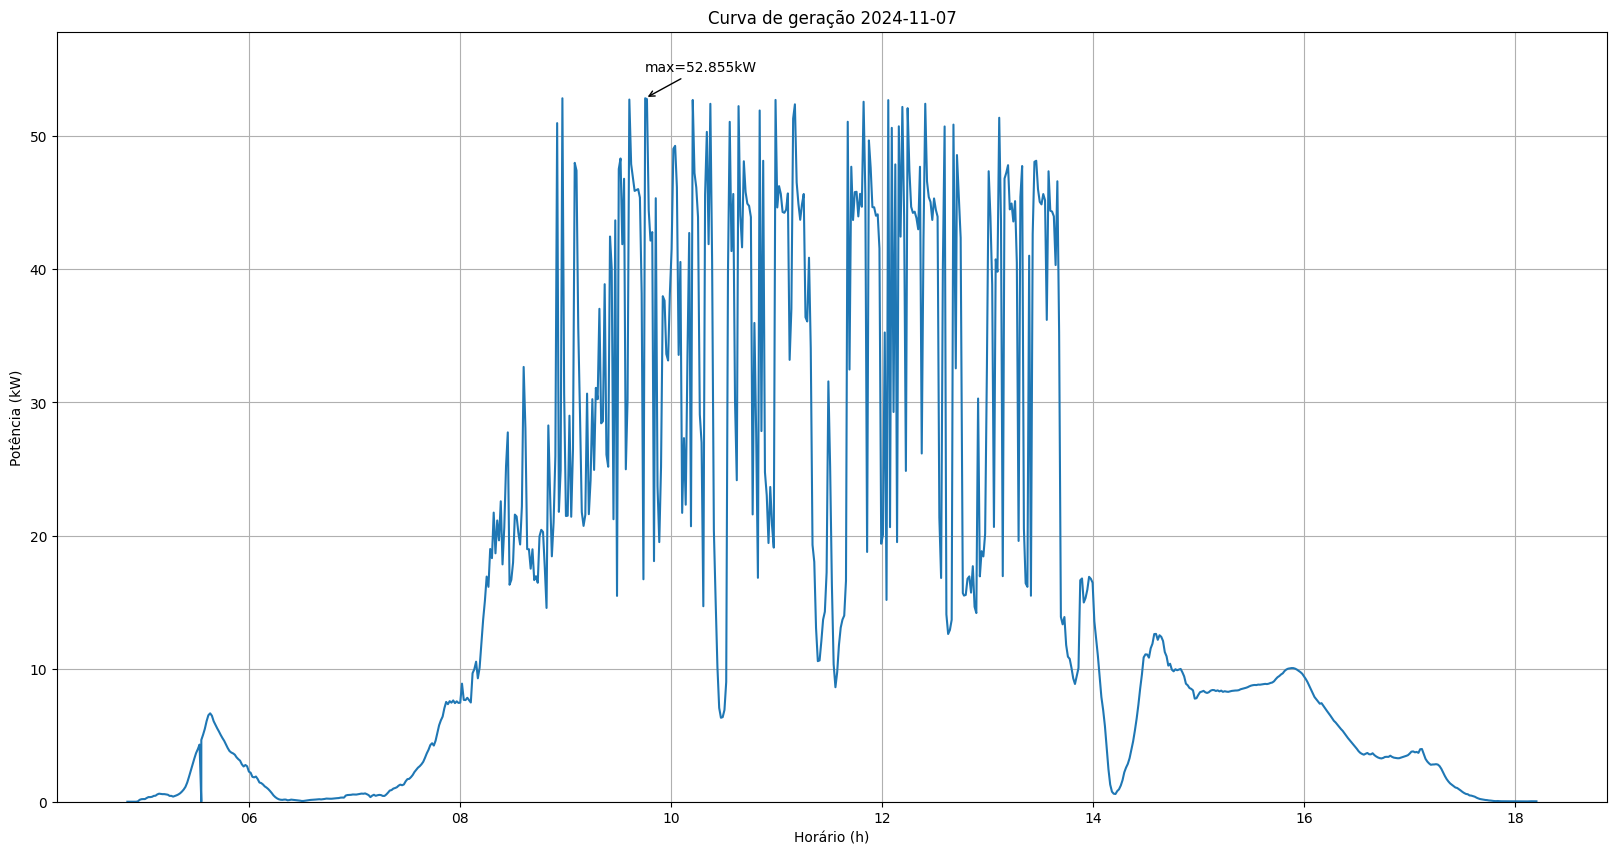 Curva de geração 2024-11-07
max=52.855kW
50
40
30
20
10
0
Potência (kW)
06 08 10 12 14 16 18
Horário (h)